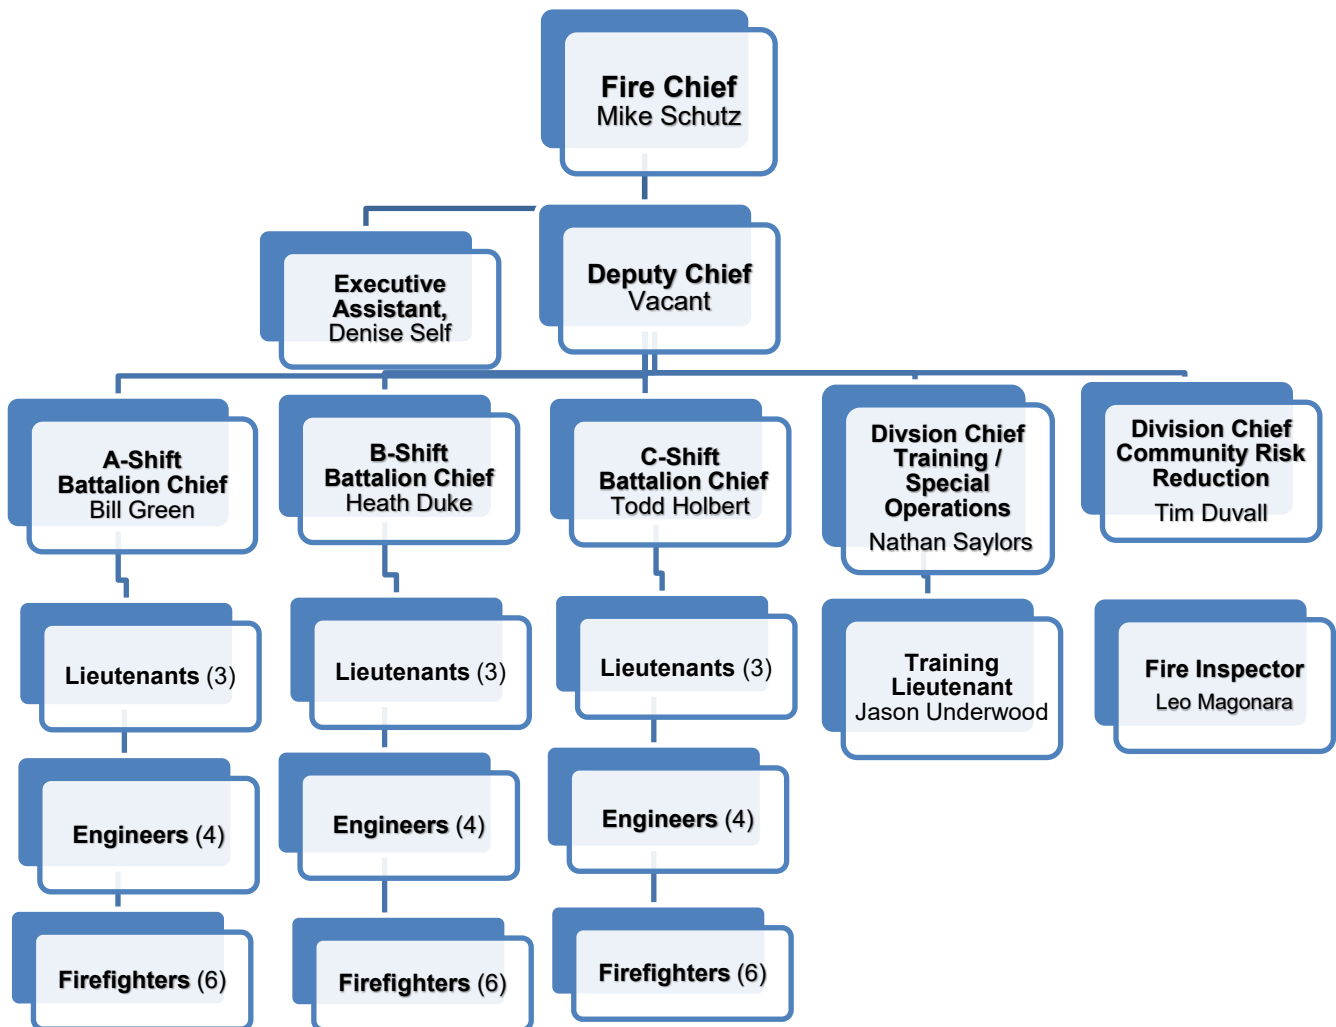 Fire Chief
Mike Schutz
Executive
Assistant,
Denise Self
Deputy Chief
Vacant
A-Shift
Battalion Chief
Bill Green
B-Shift
Battalion Chief
Heath Duke
C-Shift
Battalion Chief
Todd Holbert
Divsion Chief
Training /
Special
Operations
Nathan Saylors
Division Chief
Community Risk
Reduction
Tim Duvall
Lieutenants (3)
Lieutenants (3)
Lieutenants (3)
Training
Lieutenant
Jason Underwood
Fire Inspector
Leo Magonara
Engineers (4)
Engineers (4)
Engineers (4)
Firefighters (6)
Firefighters (6)
Firefighters (6)